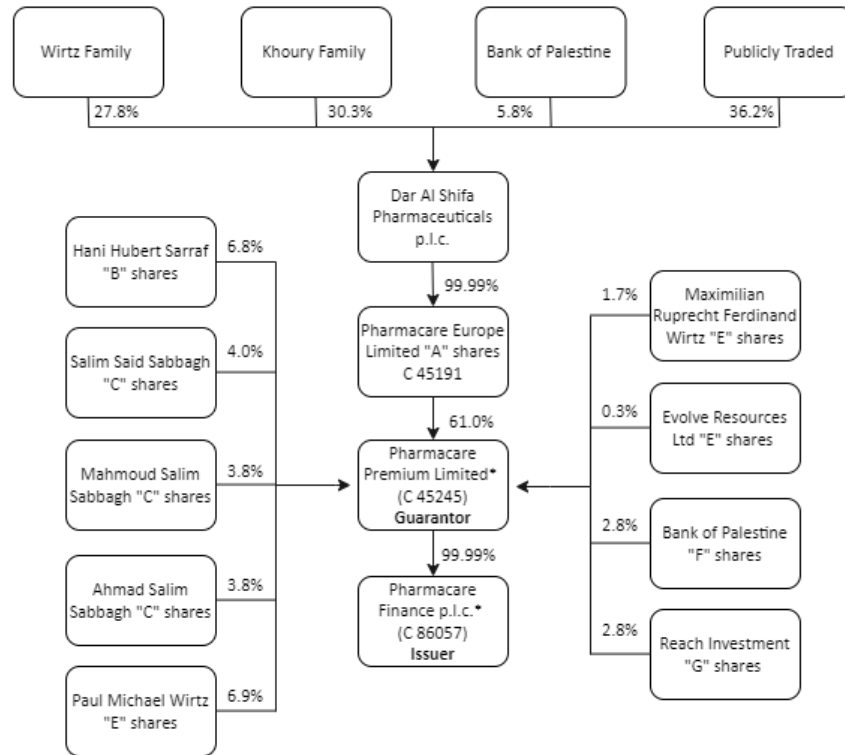 Wirtz Family
Khoury Family
Bank of Palestine
Publicly Traded
27.8%
30.3%
5.8%
36.2%
Dar Al Shifa
Pharmaceuticals
p.l.c.
99.99%
Pharmacare Europe
Limited "A" shares
C 45191
61.0%
Pharmacare
Premium Limited*
(C 45245)
Guarantor
99.99%
Pharmacare
Finance p.l.c.*
(C 86057)
Issuer
Hani Hubert Sarraf
"B" shares
6.8%
Salim Said Sabbagh
"C" shares
4.0%
Mahmoud Salim
Sabbagh "C" shares
3.8%
Ahmad Salim
Sabbagh "C" shares
3.8%
Paul Michael Wirtz
"E" shares
6.9%
1.7%
Maximilian
Ruprecht Ferdinand
Wirtz "E" shares
0.3%
Evolve Resources
Ltd "E" shares
2.8%
Bank of Palestine
"F" shares
2.8%
Reach Investment
"G" shares